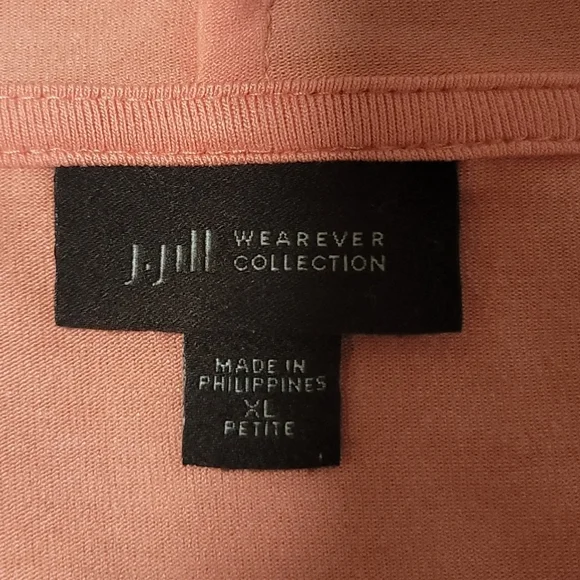 J.Jill WEAREVER
COLLECTION
MADE IN
PHILIPPINES
XL
PETITE